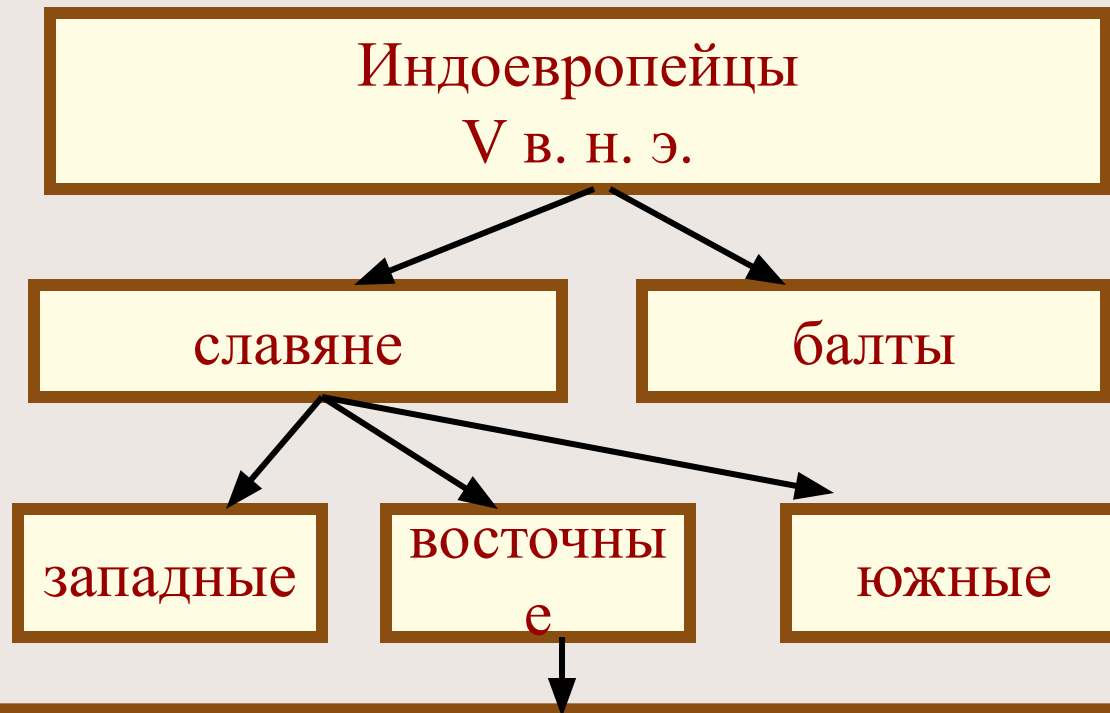 Индоевропейцы
V в. н. э.
славяне
балты
западные
восточны
е
южные